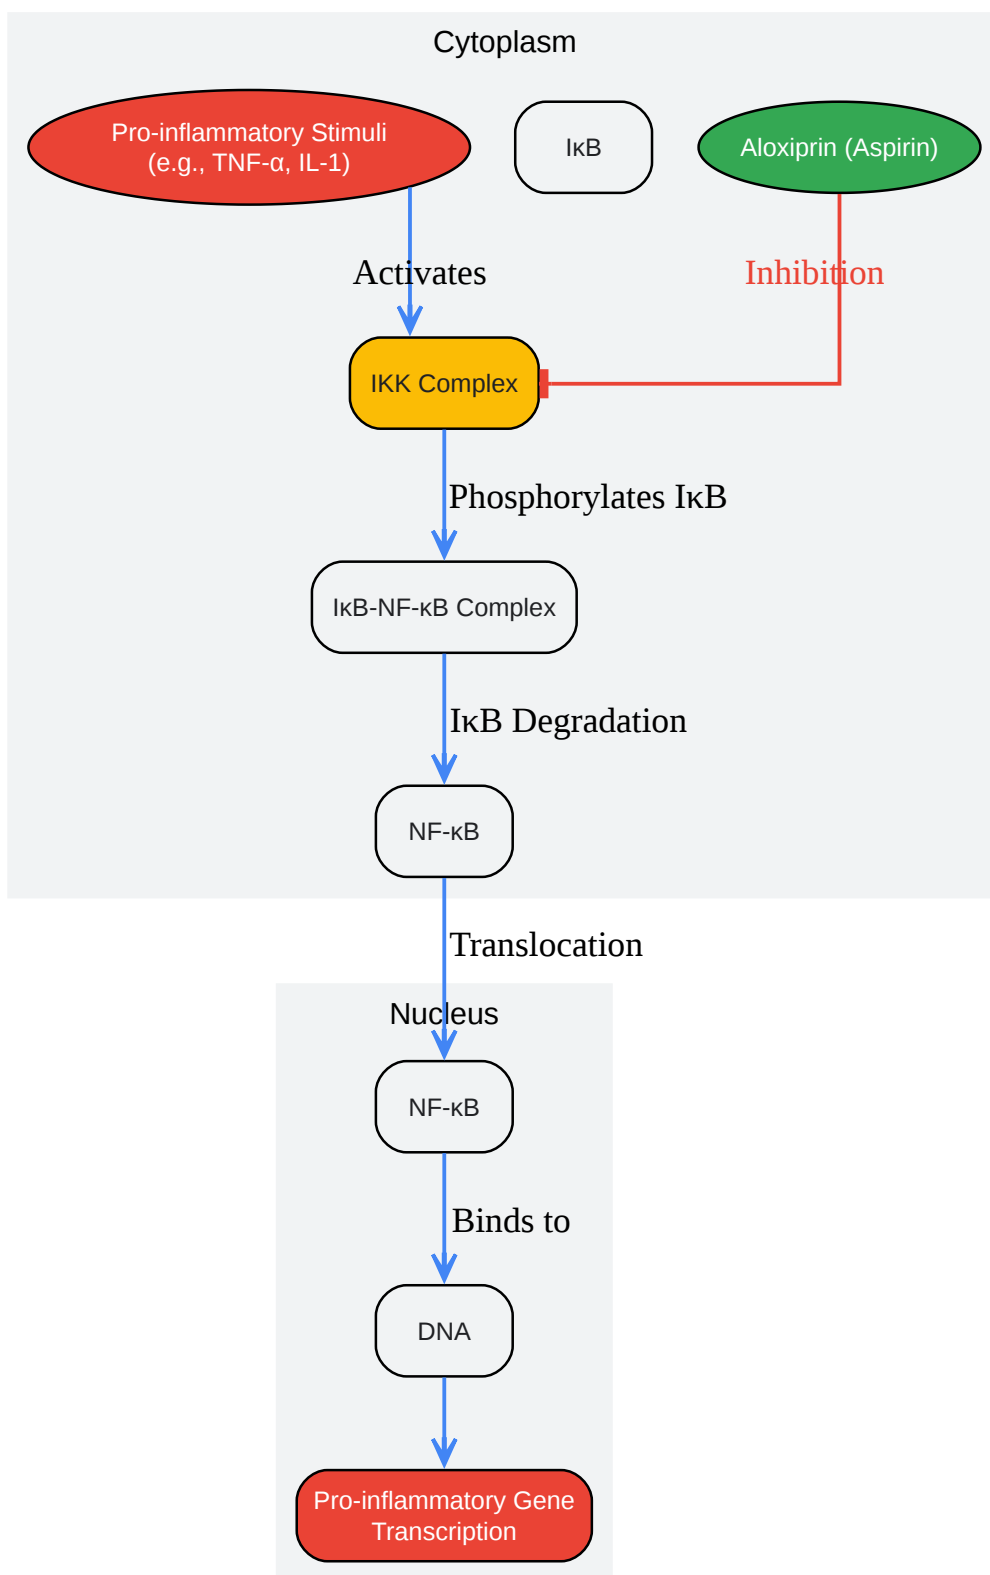 Cytoplasm
Pro-inflammatory Stimuli
(e.g., TNF-α, IL-1)
IκB
Aloxiprin (Aspirin)
Activates
Inhibition
IKK Complex
Phosphorylates IκB
IκB-NF-κB Complex
IκB Degradation
NF-κB
Translocation
Nucleus
NF-κB
Binds to
DNA
Pro-inflammatory Gene
Transcription